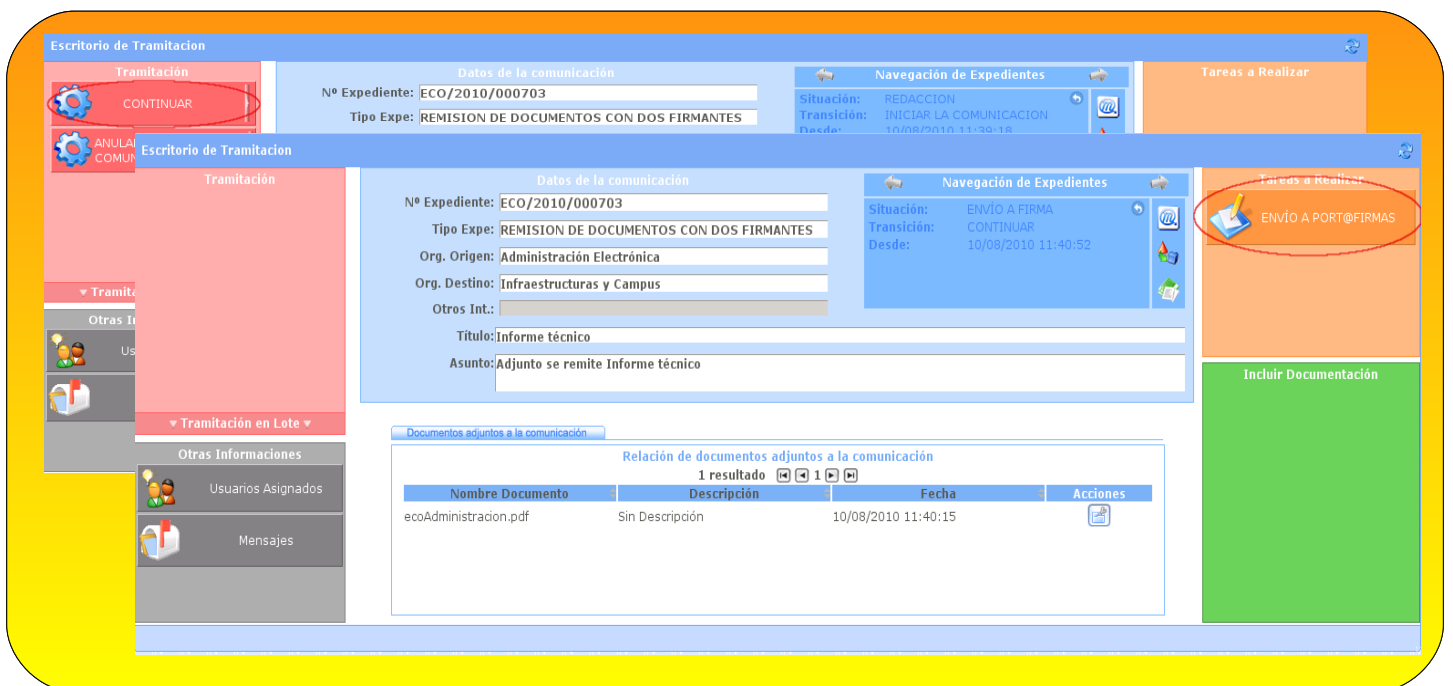 Escritorio de Tramitacion
Tramitación
CONTINUAR
Datos de la comunicación
Nº Expediente: ECO/2010/000703
Tipo Expe: REMISION DE DOCUMENTOS CON DOS FIRMANTES
Navegación de Expedientes
Situación: REDACCION
Transición: INICIAR LA COMUNICACION
Desde: 10/08/2010 11:39:18
Tareas a Realizar
Escritorio de Tramitacion
Tramitación
Datos de la comunicación
Nº Expediente: ECO/2010/000703
Tipo Expe: REMISION DE DOCUMENTOS CON DOS FIRMANTES
Org. Origen: Administración Electrónica
Org. Destino: Infraestructuras y Campus
Otros Int.:
Título: Informe técnico
Asunto: Adjunto se remite Informe técnico
Navegación de Expedientes
Situación: ENVÍO A FIRMA
Transición: CONTINUAR
Desde: 10/08/2010 11:40:52
Tareas a Realizar
ENVÍO A PORT@FIRMAS
Incluir Documentación
▾ Tramitación en Lote ▾
Otras Informaciones
Usuarios Asignados
Mensajes
Documentos adjuntos a la comunicación
Relación de documentos adjuntos a la comunicación
1 resultado 1
Nombre Documento Descripción Fecha Acciones
ecoAdministracion.pdf Sin Descripción 10/08/2010 11:40:15